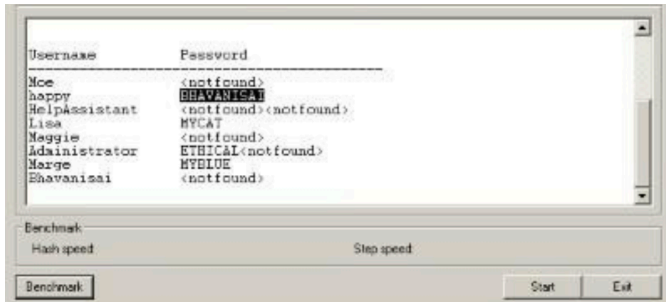 Username Password
Moe <notfound>
happy BHAVANISAI
HelpAssistant <notfound><notfound>
Lisa MYCAT
Maggie <notfound>
Administrator ETHICAL<notfound>
Marge MYBLUE
Bhavanisai <notfound>
Benchmark
Hash speed: Step speed:
Benchmark Start Exit